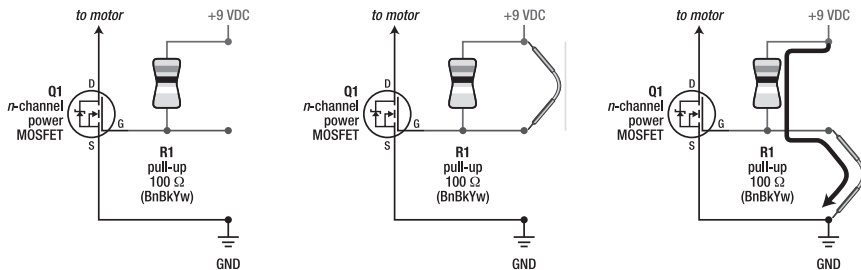 to motor
+9 VDC
Q1
n-channel
power
MOSFET
D
G
S
R1
pull-up
100 Ω
(BnBkYw)
GND
to motor
+9 VDC
Q1
n-channel
power
MOSFET
D
G
S
R1
pull-up
100 Ω
(BnBkYw)
GND
to motor
+9 VDC
Q1
n-channel
power
MOSFET
D
G
S
R1
pull-up
100 Ω
(BnBkYw)
GND